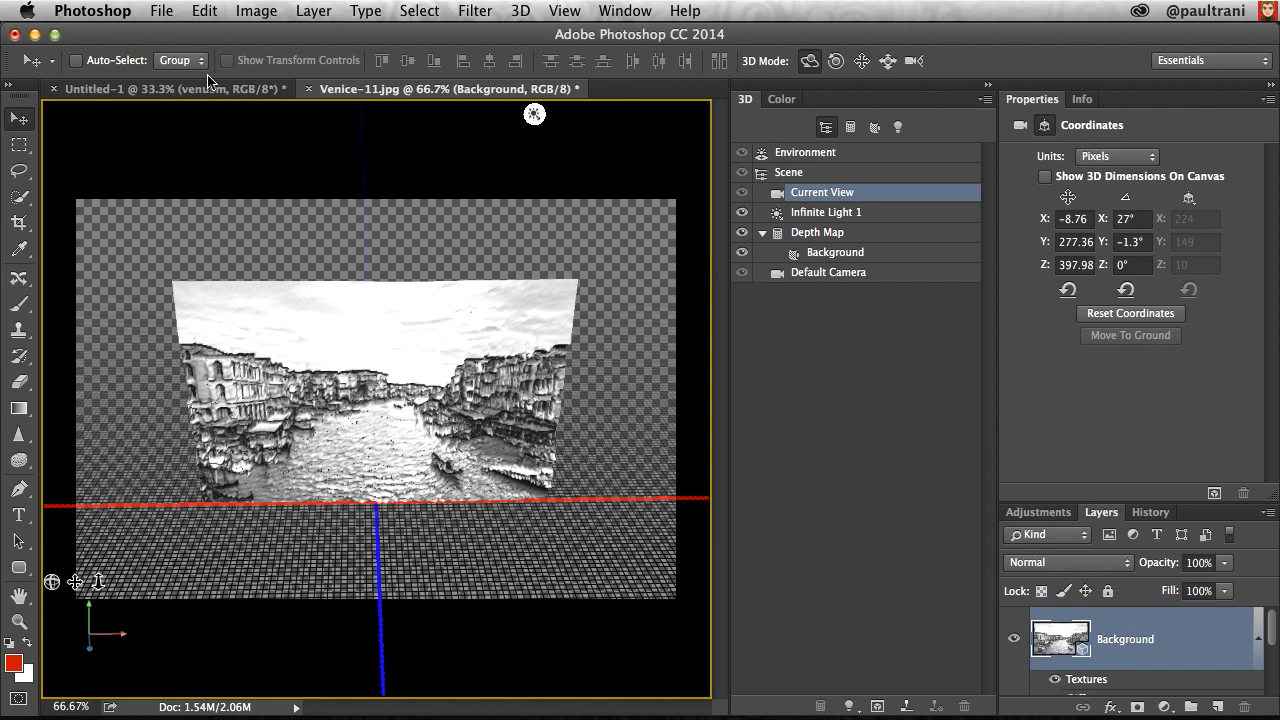 Photoshop File Edit Image Layer Type Select Filter 3D View Window Help @paultrani
Adobe Photoshop CC 2014
Auto-Select: Group Show Transform Controls 3D Mode: Essentials
Untitled-1 @ 33.3% (venturn, RGB/8*) * Venice-11.jpg @ 66.7% (Background, RGB/8) *
3D Color
Properties Info
Coordinates
Environment
Scene
Current View
Infinite Light 1
Depth Map
Background
Default Camera
Units: Pixels
Show 3D Dimensions On Canvas
X: -8.76 X: 27° X: 224
Y: 277.36 Y: -1.3° Y: 149
Z: 397.98 Z: 0° Z: 10
Reset Coordinates
Move To Ground
Adjustments Layers History
Kind
Normal Opacity: 100%
Lock: Fill: 100%
Background
Textures
T
66.67% Doc: 1.54M/2.06M